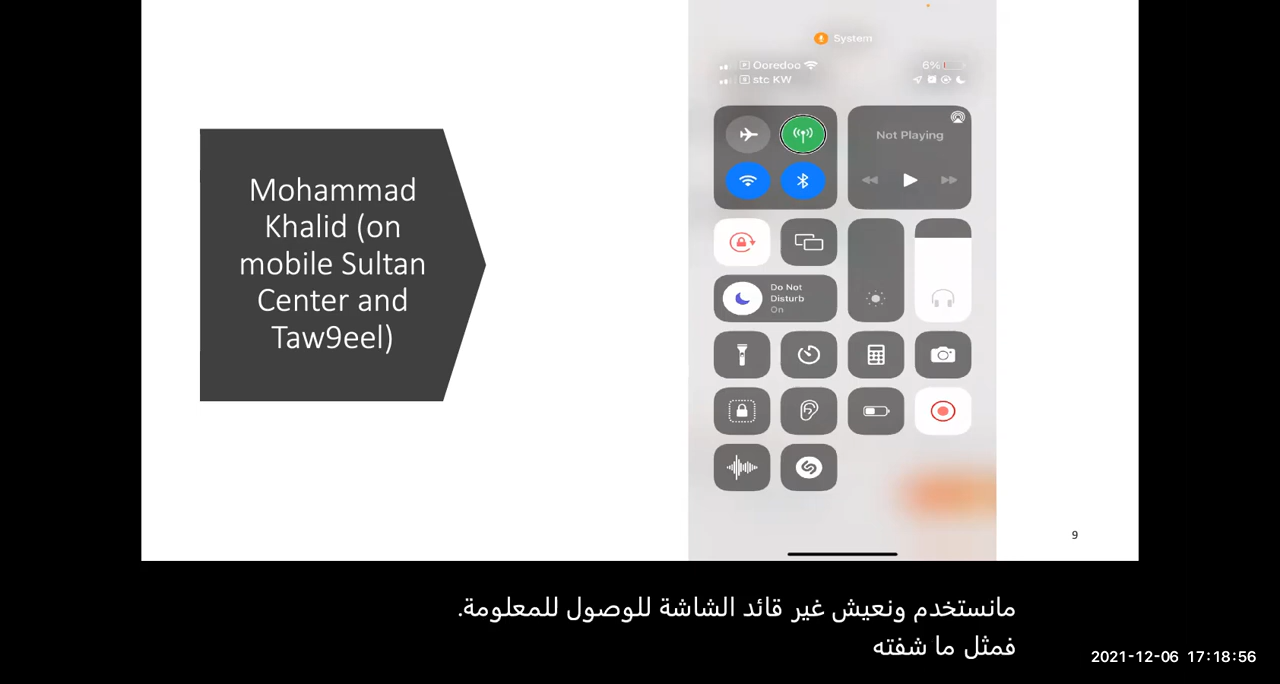 Mohammad
Khalid (on
mobile Sultan
Center and
Taw9eel)
System
P Ooredoo
S stc KW
6%
Not Playing
Do Not
Disturb
On
9
مانستخدم ونعيش غير قائد الشاشة للوصول للمعلومة.
فمثل ما شفته
2021-12-06 17:18:56